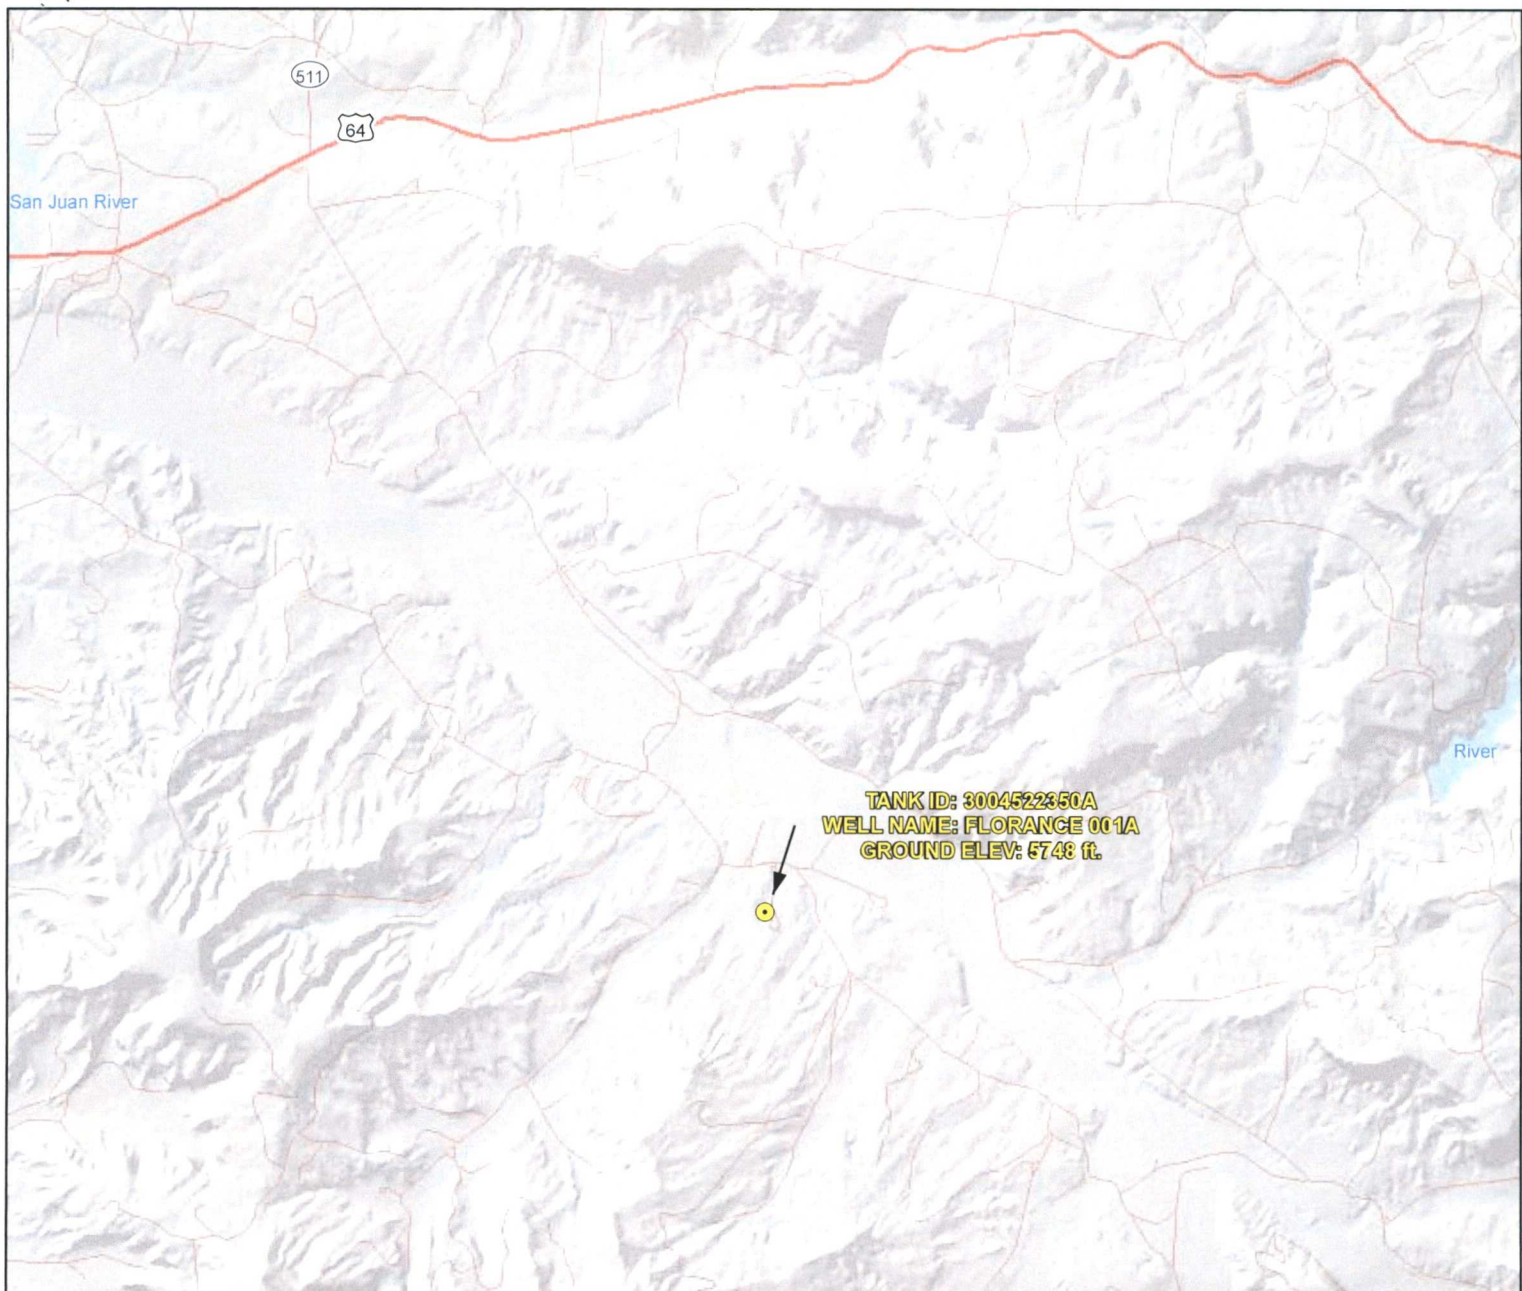 511
64
San Juan River
River
TANK ID: 3004522350A
WELL NAME: FLORANCE 001A
GROUND ELEV: 5748 ft.